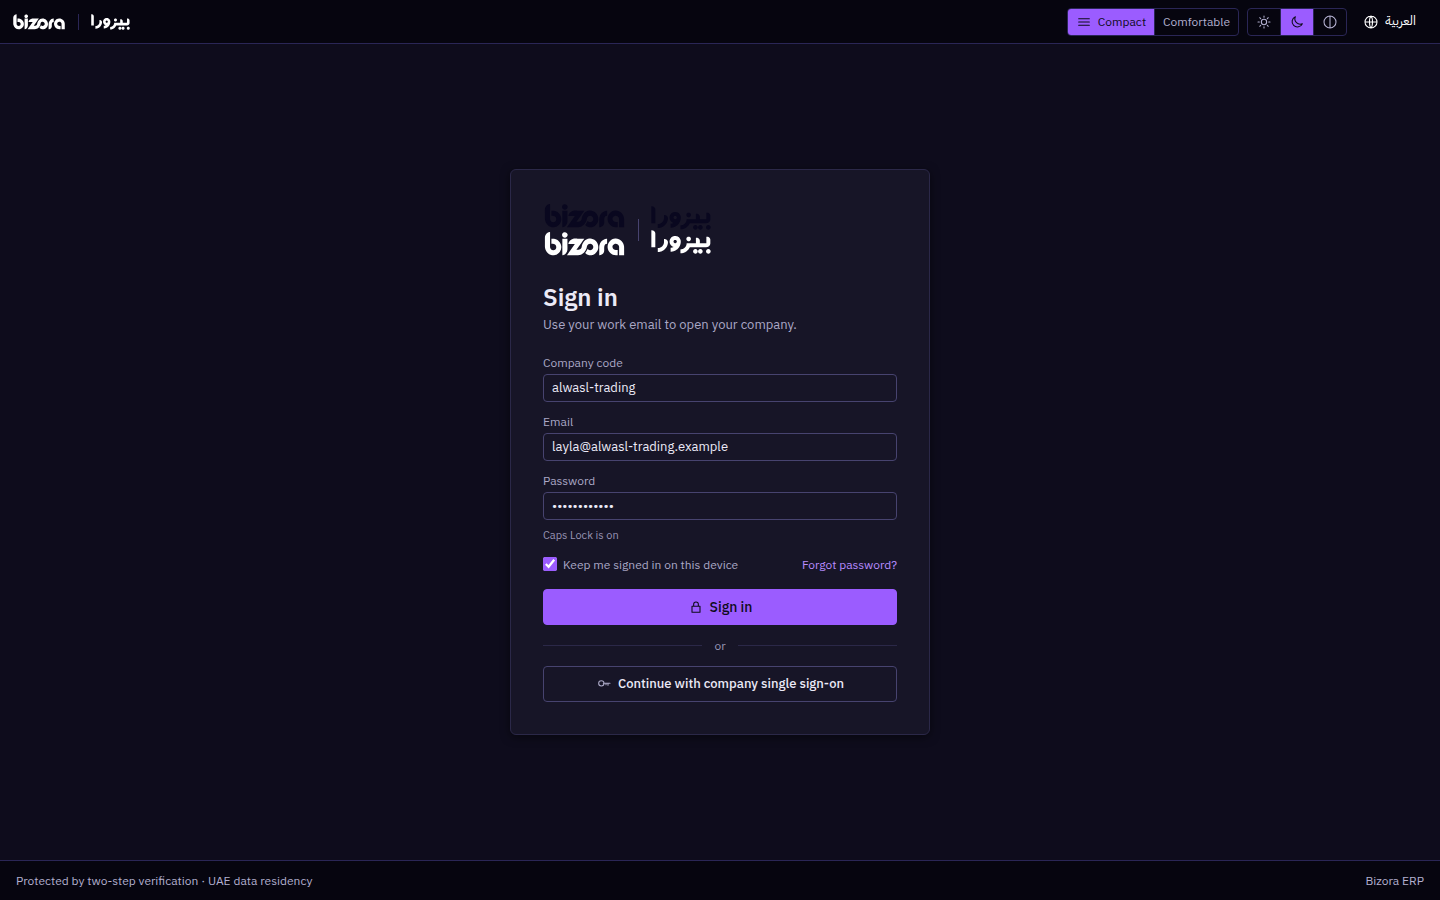 bizora بيزورا
Compact Comfortable العربية
bizora بيزورا
bizora بيزورا
Sign in
Use your work email to open your company.
Company code
alwasl-trading
Email
layla@alwasl-trading.example
Password
••••••••••••
Caps Lock is on
Keep me signed in on this device Forgot password?
Sign in
or
Continue with company single sign-on
Protected by two-step verification · UAE data residency Bizora ERP